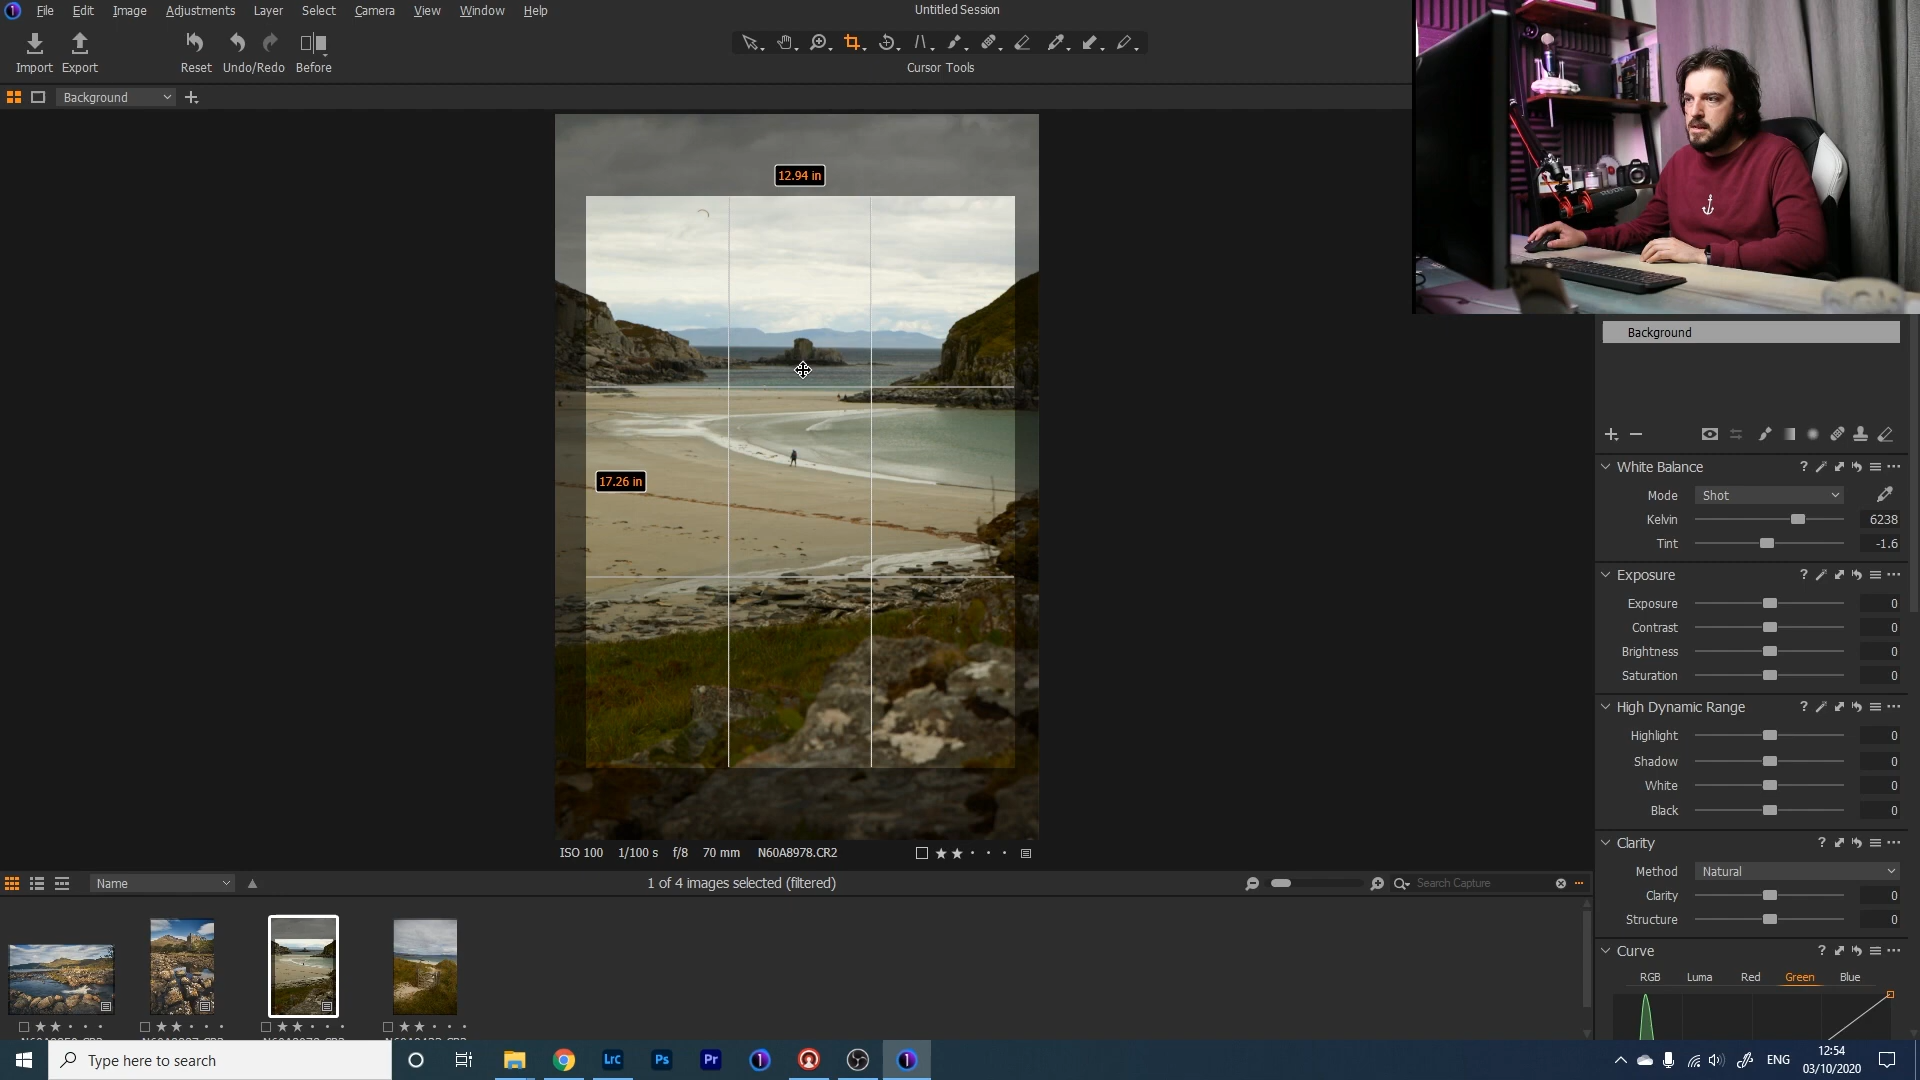 File Edit Image Adjustments Layer Select Camera View Window Help
Untitled Session
Import Export Reset Undo/Redo Before
Cursor Tools
Background
12.94 in
17.26 in
RODE
Background
White Balance
Mode Shot
Kelvin 6238
Tint -1.6
Exposure
Exposure 0
Contrast 0
Brightness 0
Saturation 0
High Dynamic Range
Highlight 0
Shadow 0
White 0
Black 0
Clarity
Method Natural
Clarity 0
Structure 0
Curve
RGB Luma Red Green Blue
ISO 100 1/100 s f/8 70 mm N60A8978.CR2
Name
1 of 4 images selected (filtered)
Search Capture
Type here to search
Lrc Ps Pr
ENG
12:54
03/10/2020